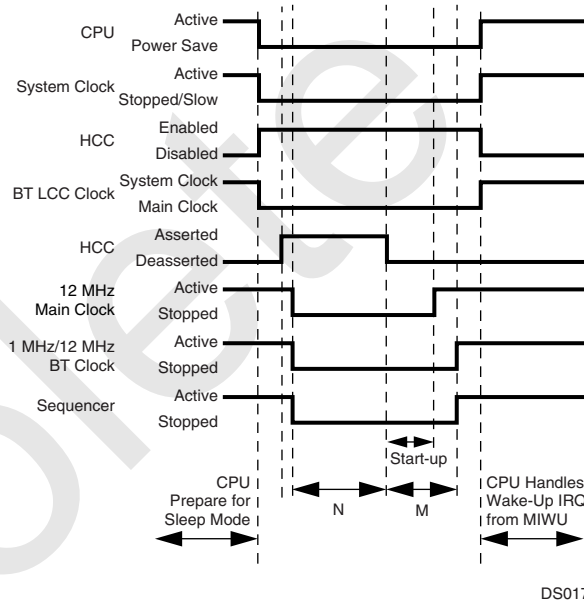 CPU
Active
Power Save
System Clock
Active
Stopped/Slow
HCC
Enabled
Disabled
BT LCC Clock
System Clock
Main Clock
HCC
Asserted
Deasserted
12 MHz
Main Clock
Active
Stopped
1 MHz/12 MHz
BT Clock
Active
Stopped
Sequencer
Active
Stopped
Start-up
CPU
Prepare for
Sleep Mode
N
M
CPU Handles
Wake-Up IRQ
from MIWU
DS017